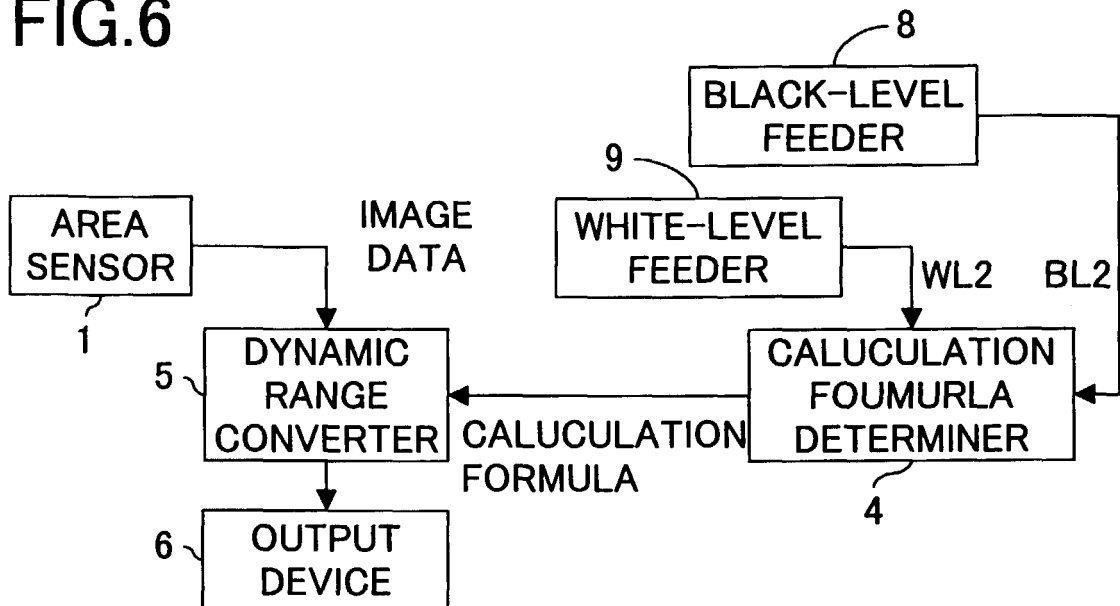 FIG.6
8
BLACK-LEVEL
FEEDER
9
WHITE-LEVEL
FEEDER
AREA
SENSOR
1
IMAGE
DATA
WL2
BL2
5
DYNAMIC
RANGE
CONVERTER
CALUCULATION
FORMULA
CALUCULATION
FOUMURLA
DETERMINER
4
6
OUTPUT
DEVICE